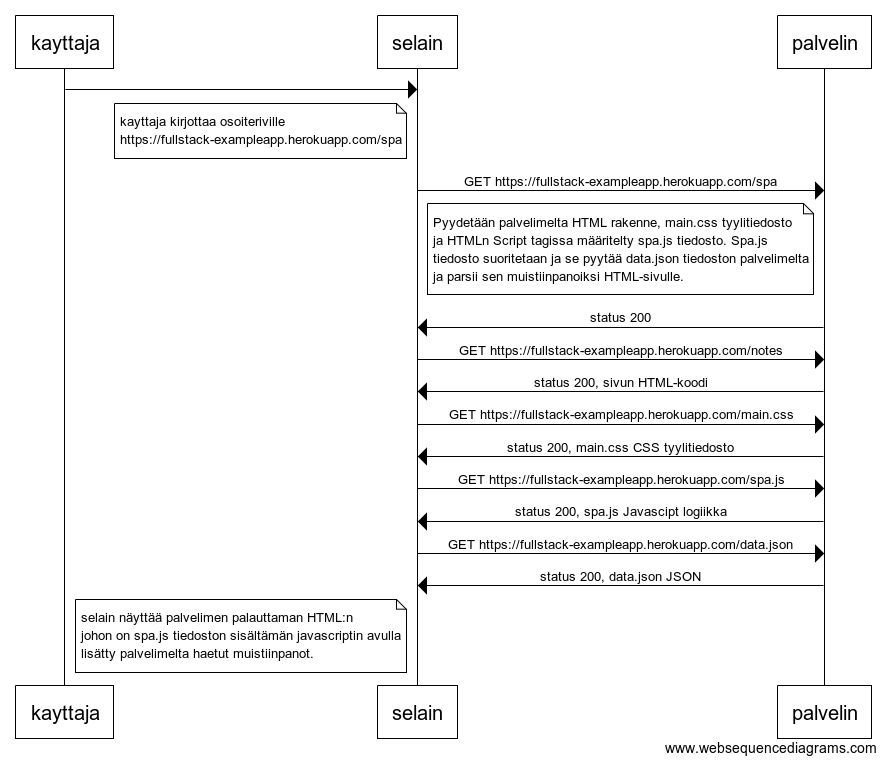 kayttaja
selain
palvelin
kayttaja kirjottaa osoiteriville
https://fullstack-exampleapp.herokuapp.com/spa
GET https://fullstack-exampleapp.herokuapp.com/spa
Pyydetään palvelimelta HTML rakenne, main.css tyylitiedosto
ja HTMLn Script tagissa määritelty spa.js tiedosto. Spa.js
tiedosto suoritetaan ja se pyytää data.json tiedoston palvelimelta
ja parsii sen muistiinpanoiksi HTML-sivulle.
status 200
GET https://fullstack-exampleapp.herokuapp.com/notes
status 200, sivun HTML-koodi
GET https://fullstack-exampleapp.herokuapp.com/main.css
status 200, main.css CSS tyylitiedosto
GET https://fullstack-exampleapp.herokuapp.com/spa.js
status 200, spa.js Javascipt logiikka
GET https://fullstack-exampleapp.herokuapp.com/data.json
status 200, data.json JSON
selain näyttää palvelimen palauttaman HTML:n
johon on spa.js tiedoston sisältämän javascriptin avulla
lisätty palvelimelta haetut muistiinpanot.
kayttaja
selain
palvelin
www.websequencediagrams.com